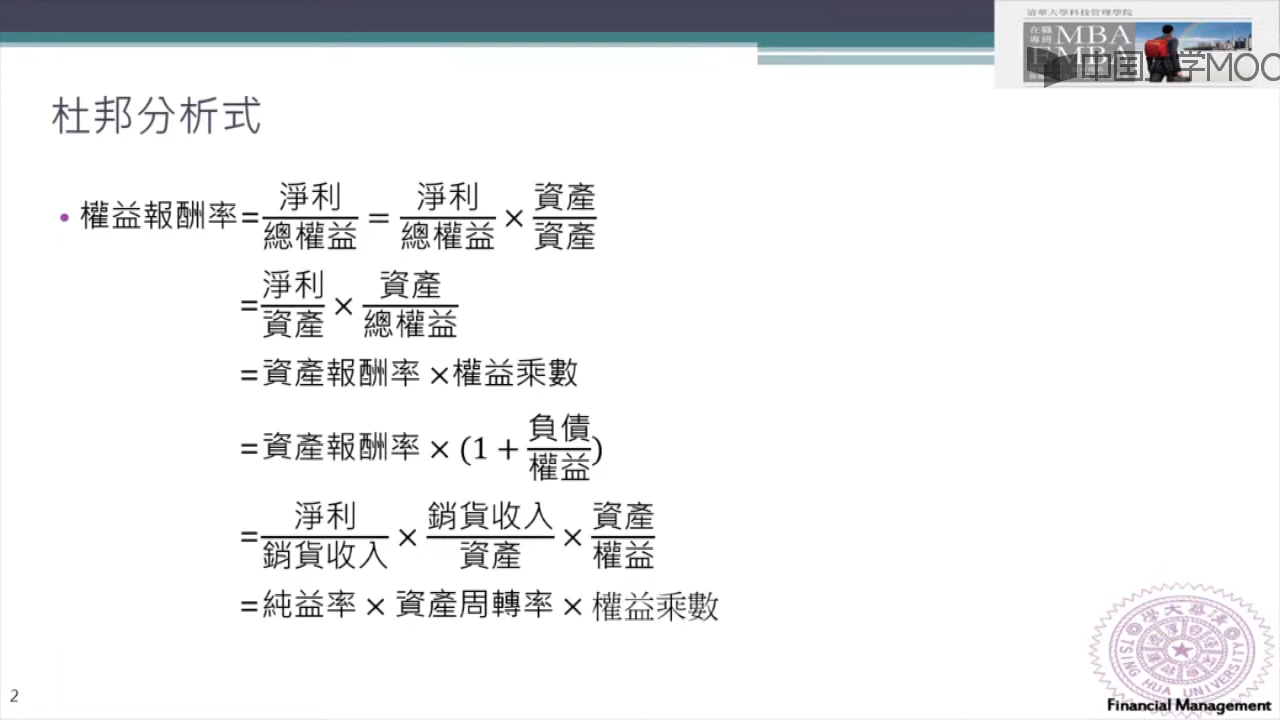 清華大學科技管理學院
在職專班 MBA
EMBA
中国大学MOO
杜邦分析式
• 權益報酬率=淨利/總權益 = 淨利/總權益 × 資產/資產
=淨利/資產 × 資產/總權益
=資產報酬率 ×權益乘數
=資產報酬率 × (1 + 負債/權益)
=淨利/銷貨收入 × 銷貨收入/資產 × 資產/權益
=純益率 × 資產周轉率 × 權益乘數
TSING HUA UNIVERSITY
Financial Management
2